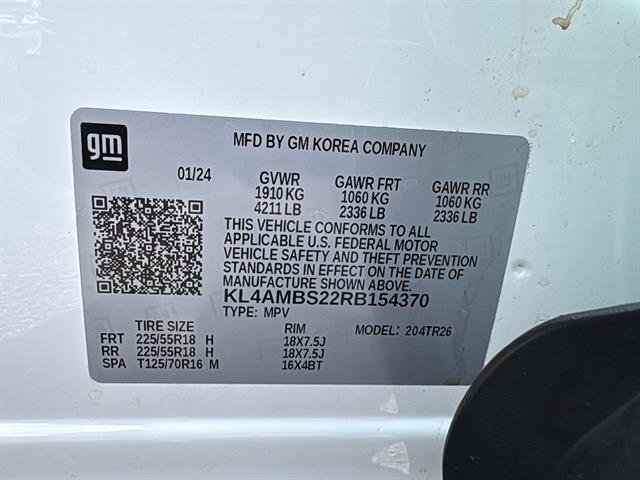 gm
MFD BY GM KOREA COMPANY
01/24 GVWR GAWR FRT GAWR RR
1910 KG 1060 KG 1060 KG
4211 LB 2336 LB 2336 LB
THIS VEHICLE CONFORMS TO ALL
APPLICABLE U.S. FEDERAL MOTOR
VEHICLE SAFETY AND THEFT PREVENTION
STANDARDS IN EFFECT ON THE DATE OF
MANUFACTURE SHOWN ABOVE.
KL4AMBS22RB154370
TYPE: MPV
TIRE SIZE RIM MODEL: 204TR26
FRT 225/55R18 H 18X7.5J
RR 225/55R18 H 18X7.5J
SPA T125/70R16 M 16X4BT